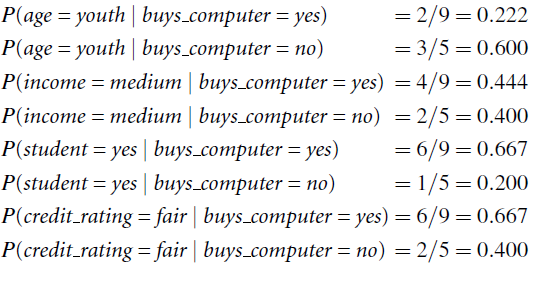 P(age = youth | buys_computer = yes) = 2/9 = 0.222
P(age = youth | buys_computer = no) = 3/5 = 0.600
P(income = medium | buys_computer = yes) = 4/9 = 0.444
P(income = medium | buys_computer = no) = 2/5 = 0.400
P(student = yes | buys_computer = yes) = 6/9 = 0.667
P(student = yes | buys_computer = no) = 1/5 = 0.200
P(credit_rating = fair | buys_computer = yes) = 6/9 = 0.667
P(credit_rating = fair | buys_computer = no) = 2/5 = 0.400